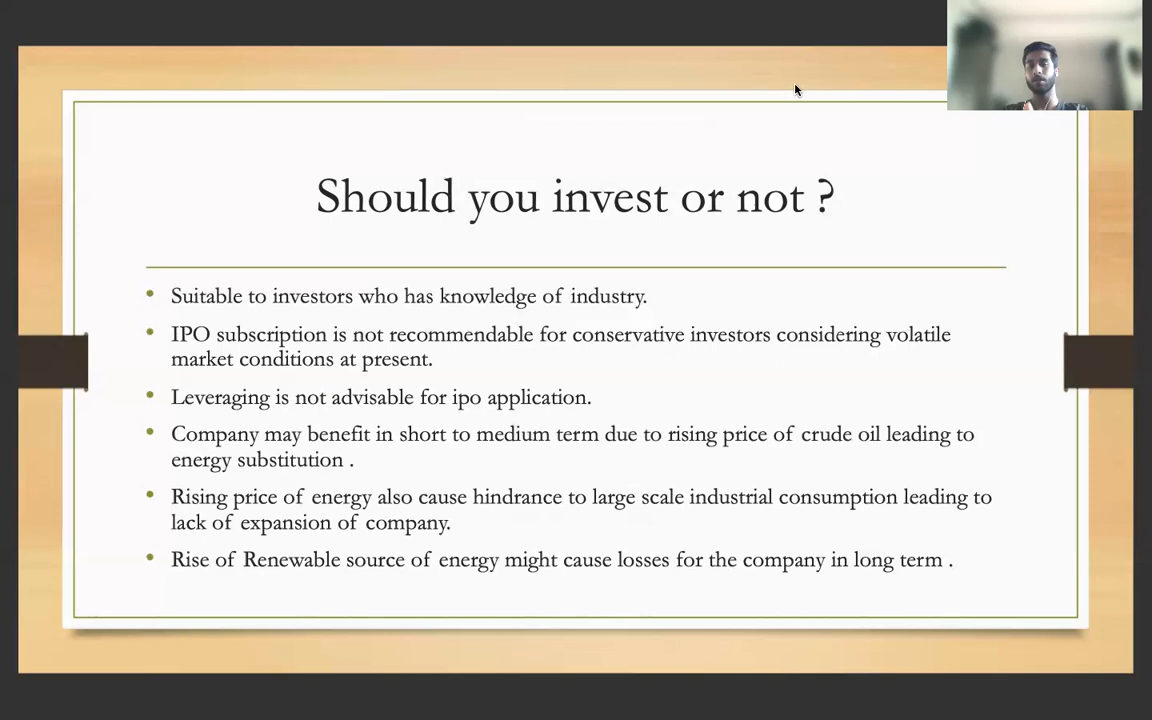 Should you invest or not ?
• Suitable to investors who has knowledge of industry.
• IPO subscription is not recommendable for conservative investors considering volatile
market conditions at present.
• Leveraging is not advisable for ipo application.
• Company may benefit in short to medium term due to rising price of crude oil leading to
energy substitution .
• Rising price of energy also cause hindrance to large scale industrial consumption leading to
lack of expansion of company.
• Rise of Renewable source of energy might cause losses for the company in long term .